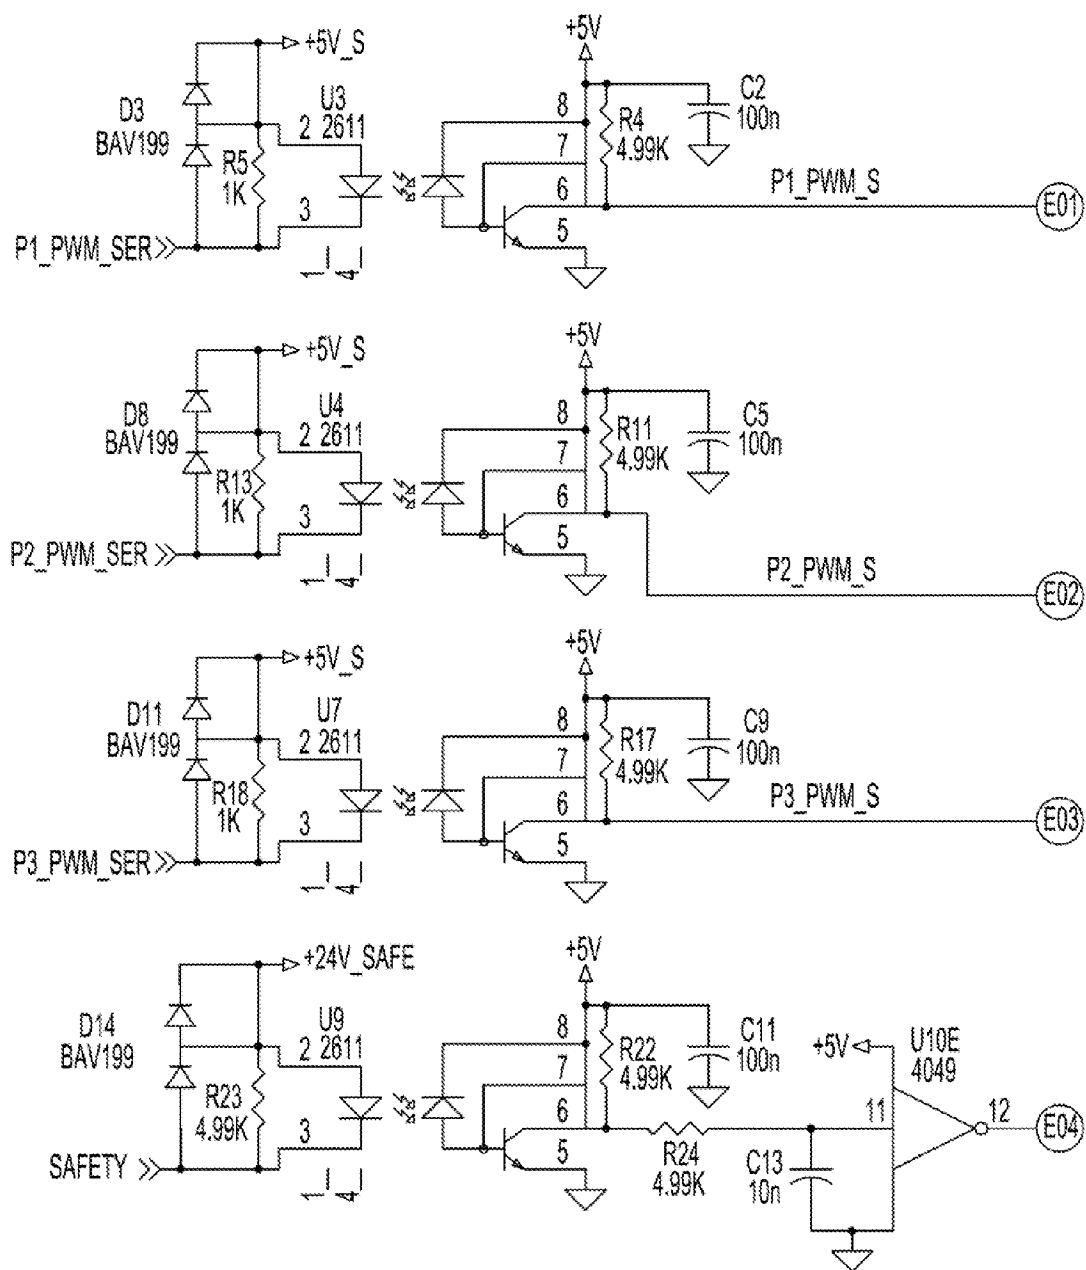 +5V_S
+5V
D3
BAV199
R5
1K
U3
2 2611
3
1
4
8
7
6
5
R4
4.99K
C2
100n
P1_PWM_S
E01
P1_PWM_SER
+5V_S
+5V
D8
BAV199
R13
1K
U4
2 2611
3
1
4
8
7
6
5
R11
4.99K
C5
100n
P2_PWM_S
E02
P2_PWM_SER
+5V_S
+5V
D11
BAV199
R18
1K
U7
2 2611
3
1
4
8
7
6
5
R17
4.99K
C9
100n
P3_PWM_S
E03
P3_PWM_SER
+24V_SAFE
+5V
D14
BAV199
R23
4.99K
U9
2 2611
3
1
4
8
7
6
5
R22
4.99K
C11
100n
R24
4.99K
C13
10n
+5V
U10E
4049
11
12
E04
SAFETY